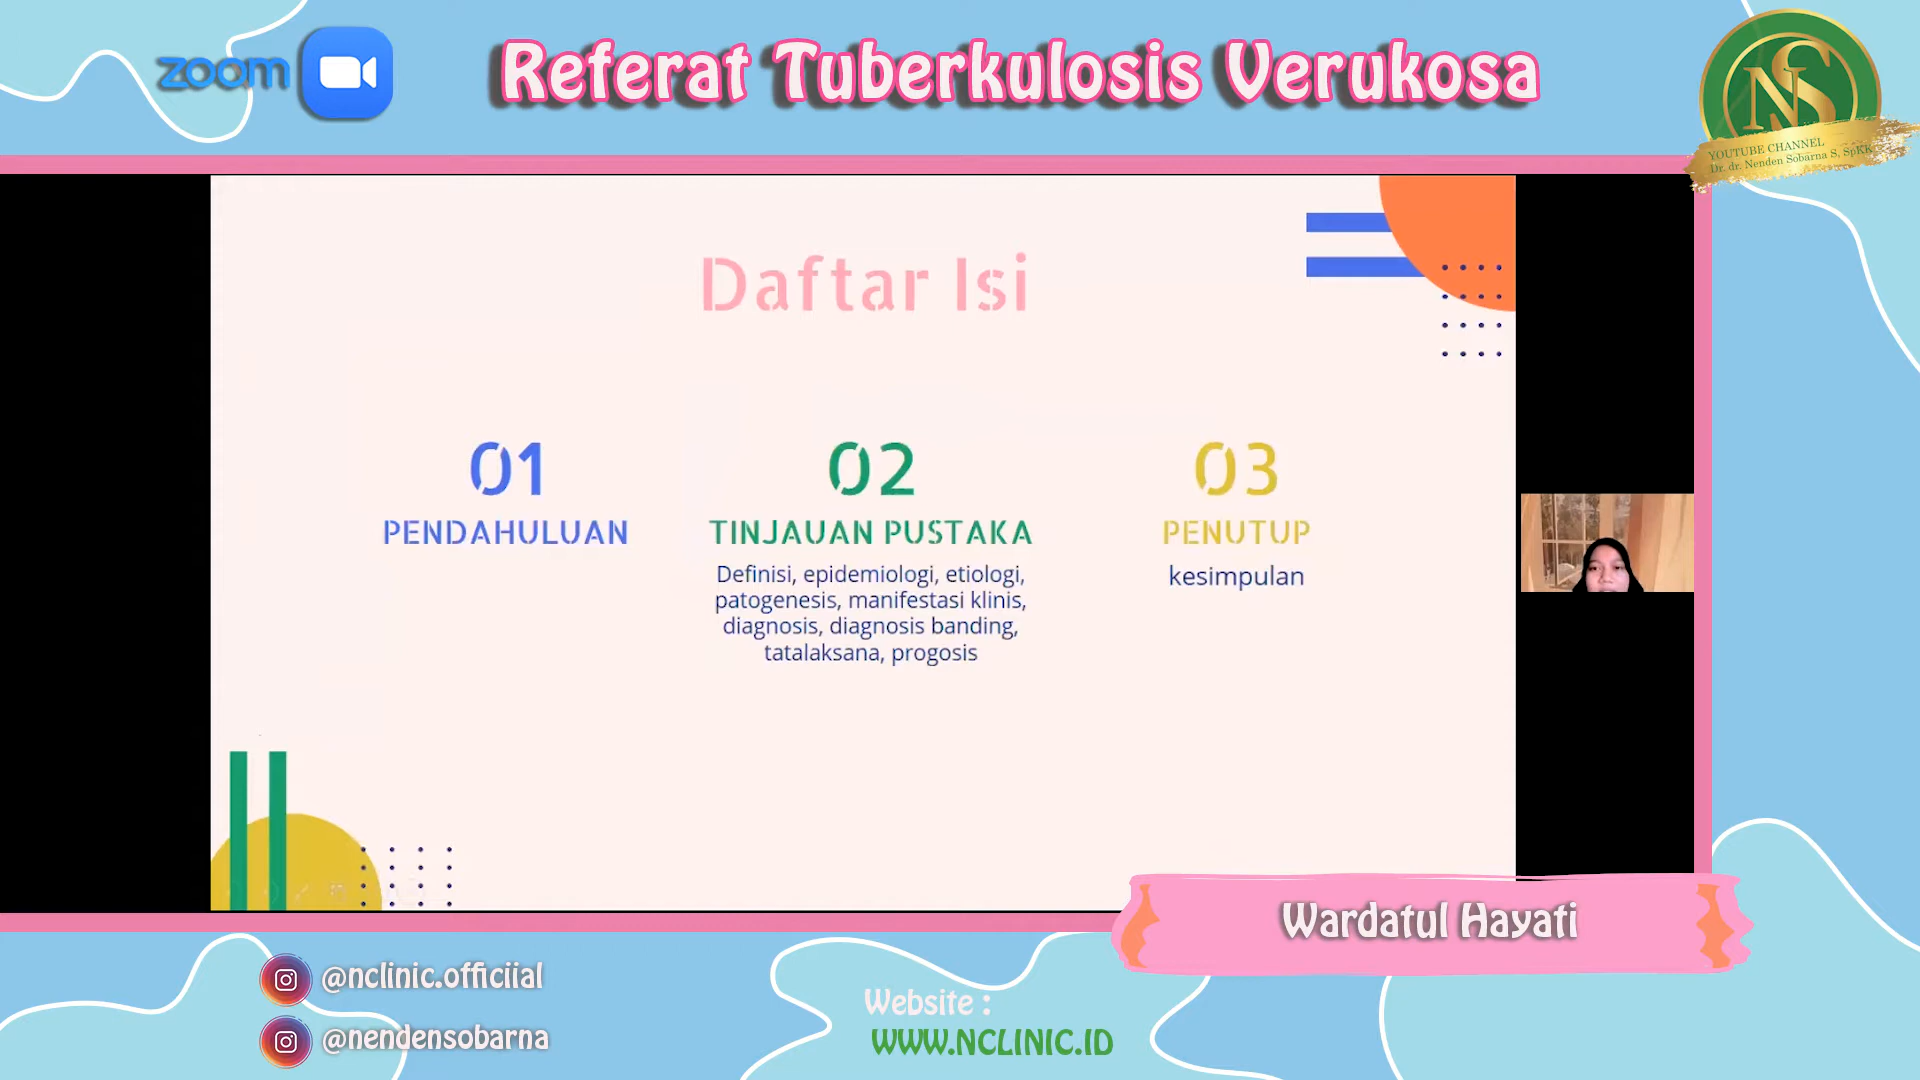 zoom
Referat Tuberkulosis Verukosa
NS
YOUTUBE CHANNEL
Dr. dr. Nenden Sobarna S, SpKK
Daftar Isi
01
PENDAHULUAN
02
TINJAUAN PUSTAKA
Definisi, epidemiologi, etiologi,
patogenesis, manifestasi klinis,
diagnosis, diagnosis banding,
tatalaksana, progosis
03
PENUTUP
kesimpulan
Wardatul Hayati
@nclinic.officiial
@nendensobarna
Website :
WWW.NCLINIC.ID